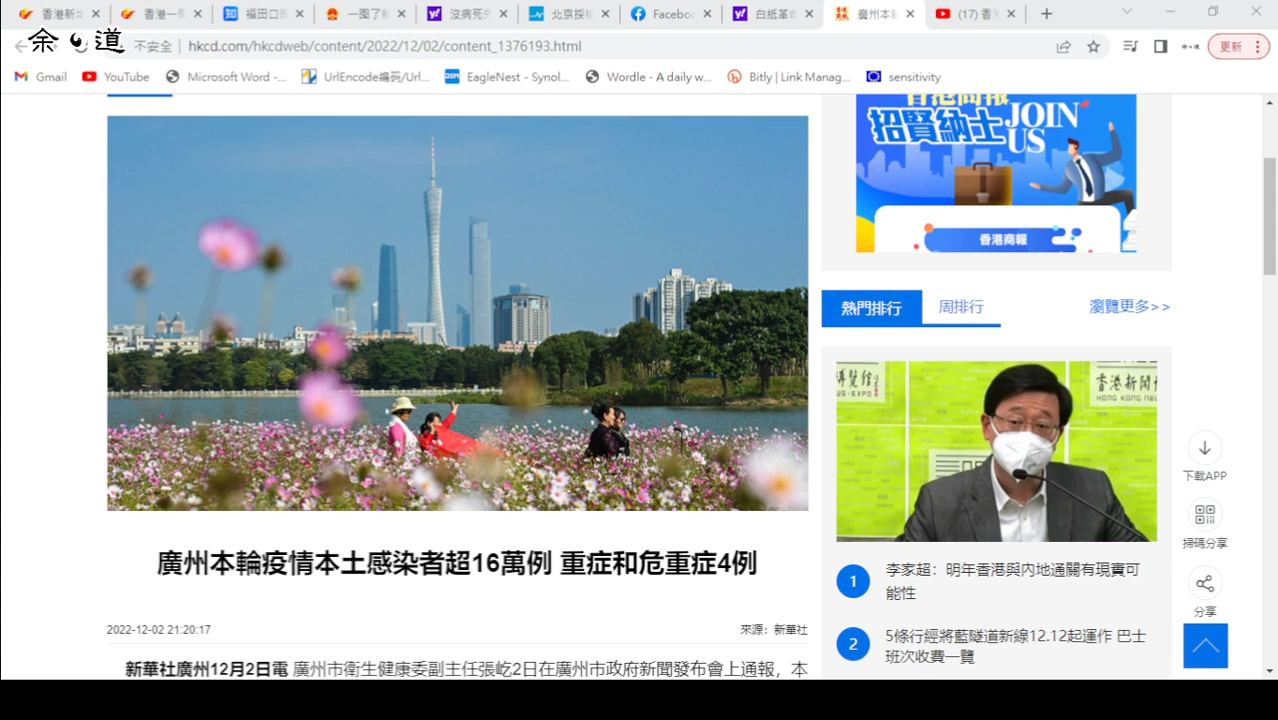 香港新
香港一
福田口
一图了
沒病死
北京採
Faceboo
白紙革
廣州本
(17) 香
余 道
不安全
hkcd.com/hkcdweb/content/2022/12/02/content_1376193.html
更新
Gmail
YouTube
Microsoft Word -...
UrlEncode编码/Url...
EagleNest - Synol...
Wordle - A daily w...
Bitly | Link Manag...
sensitivity
香港商報
招賢納士
JOIN US
香港商報
熱門排行
周排行
瀏覽更多>>
博覽館
香港新聞
HONG KONG NE
廣州本輪疫情本土感染者超16萬例 重症和危重症4例
2022-12-02 21:20:17
來源：新華社
新華社廣州12月2日電 廣州市衛生健康委副主任張屹2日在廣州市政府新聞發布會上通報，本
1
李家超：明年香港與內地通關有現實可
能性
2
5條行經將藍隧道新線12.12起運作 巴士
班次收費一覽
下載APP
掃碼分享
分享